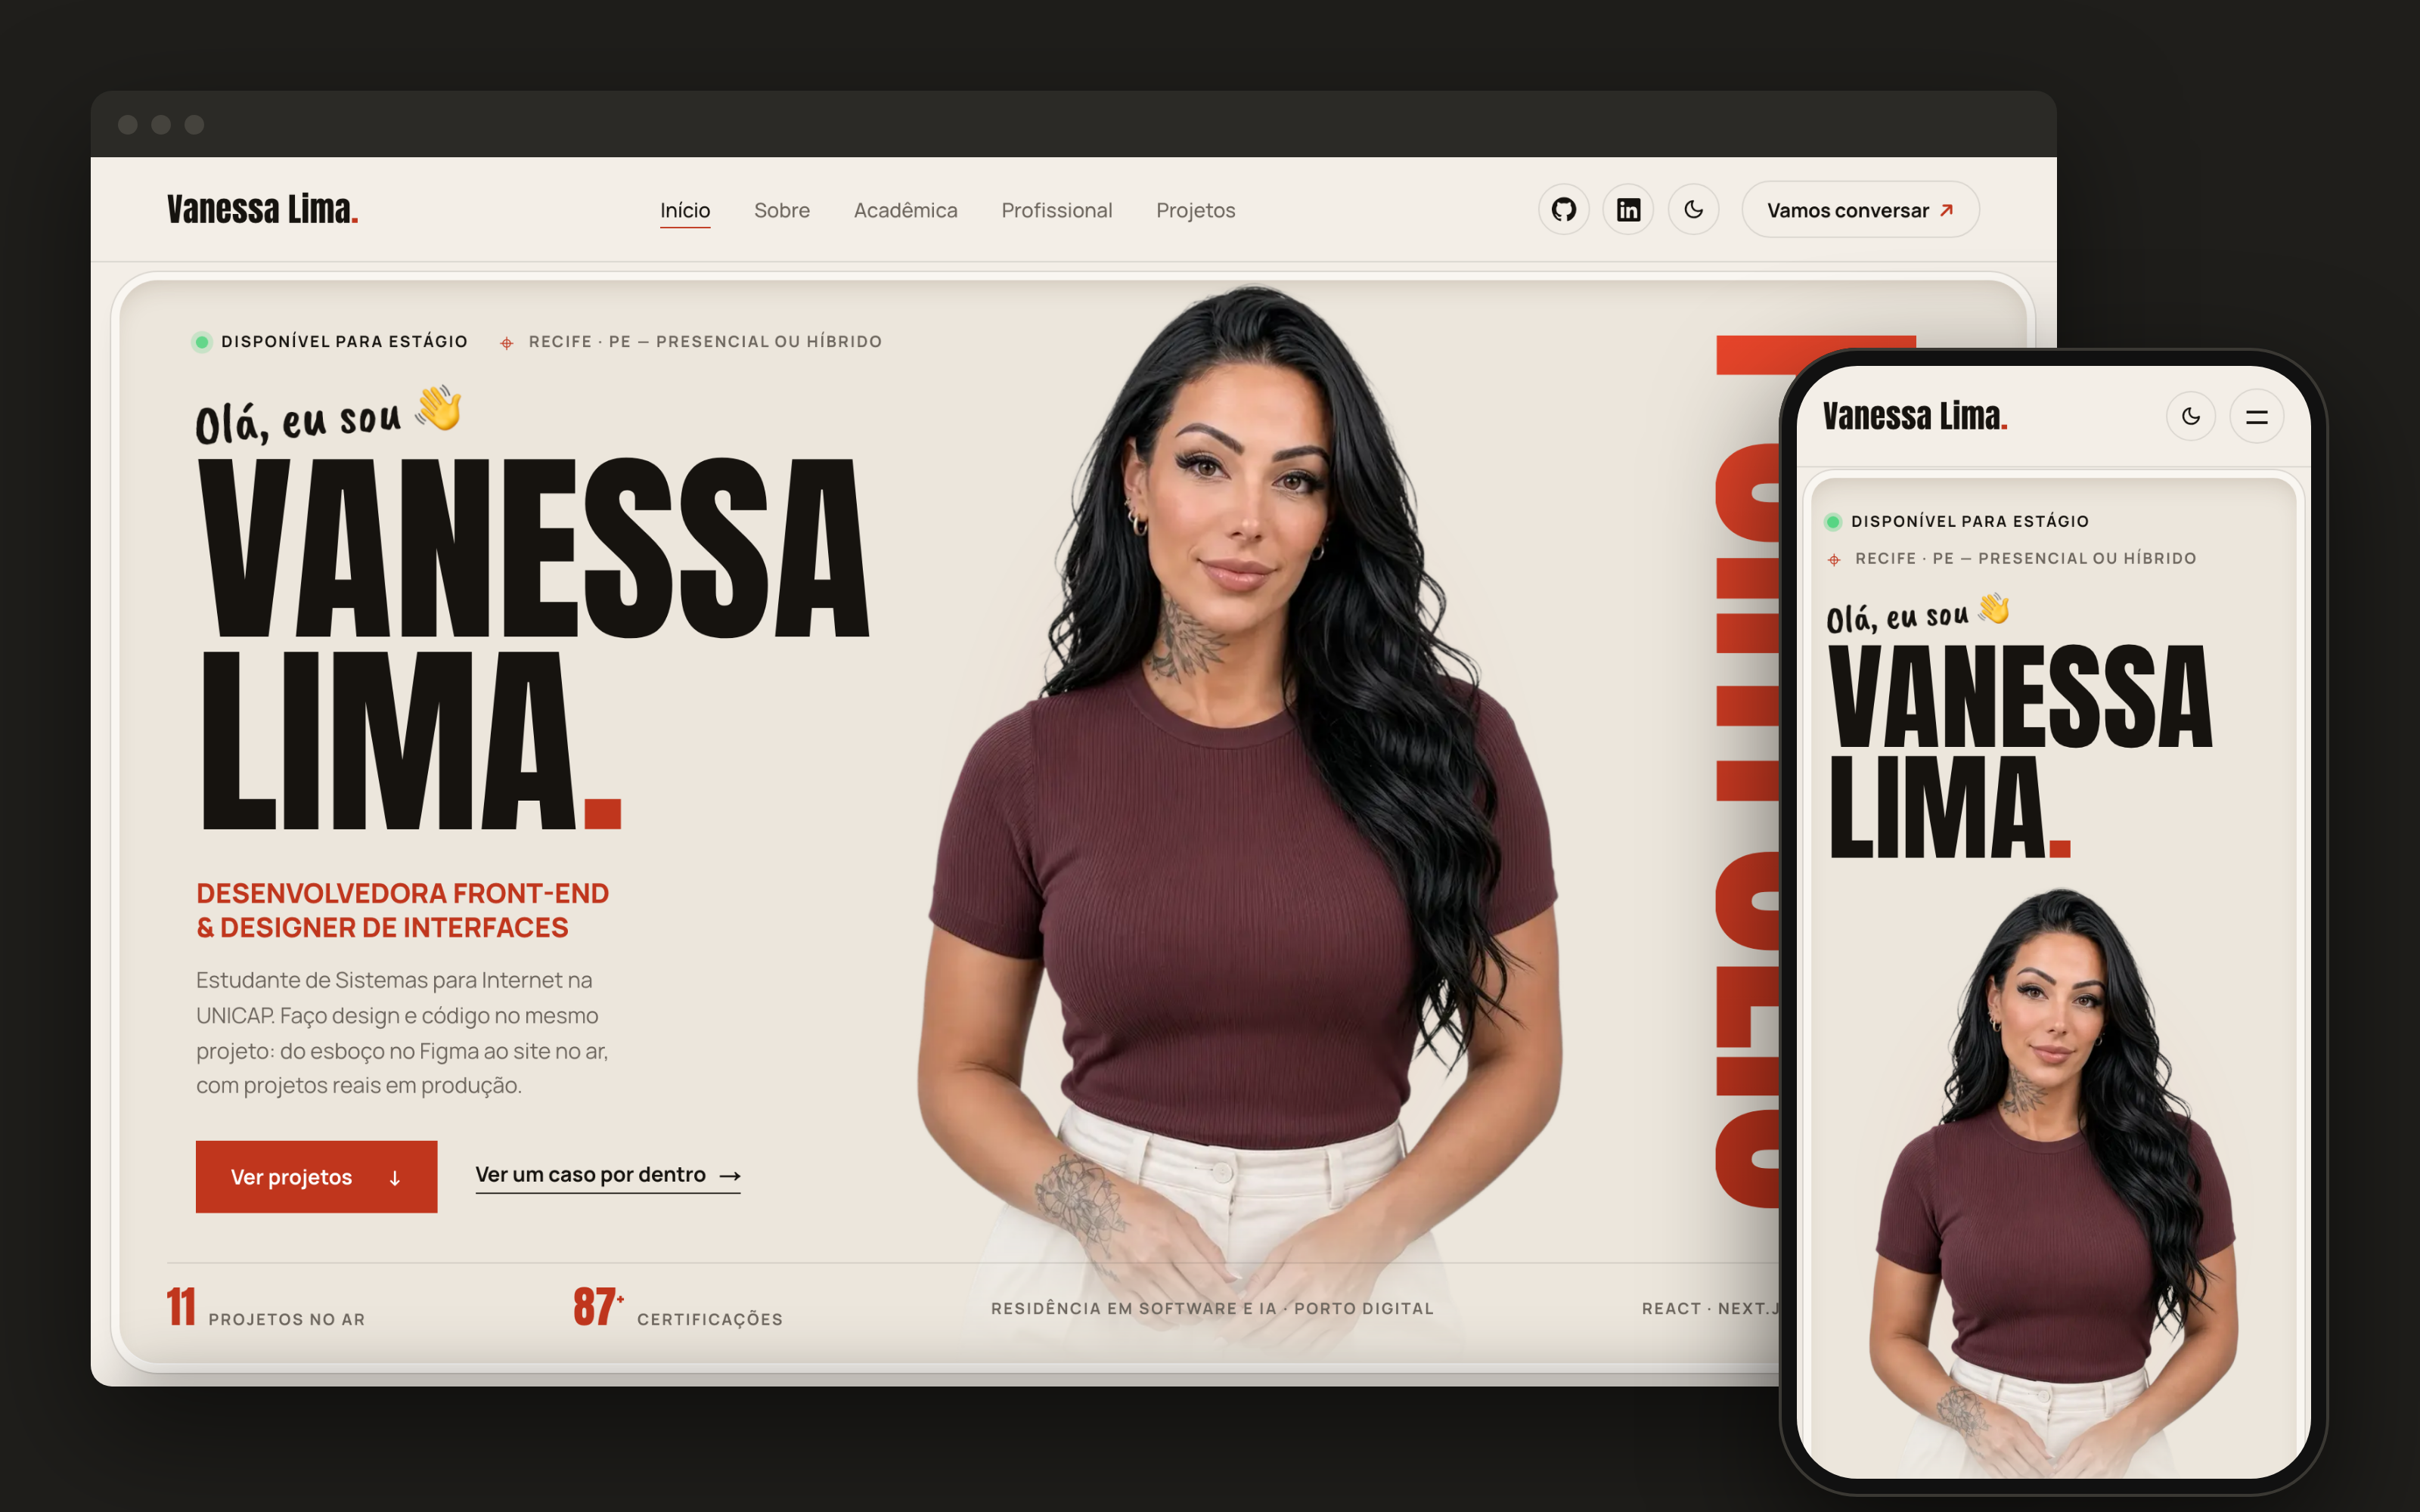 Vanessa Lima.
Início Sobre Acadêmica Profissional Projetos
in
Vamos conversar ↗
DISPONÍVEL PARA ESTÁGIO
RECIFE · PE — PRESENCIAL OU HÍBRIDO
Olá, eu sou 👋
VANESSA
LIMA.
DESENVOLVEDORA FRONT-END
& DESIGNER DE INTERFACES
Estudante de Sistemas para Internet na
UNICAP. Faço design e código no mesmo
projeto: do esboço no Figma ao site no ar,
com projetos reais em produção.
Ver projetos ↓
Ver um caso por dentro →
11 PROJETOS NO AR
87+ CERTIFICAÇÕES
RESIDÊNCIA EM SOFTWARE E IA · PORTO DIGITAL
REACT ·
Vanessa Lima.
DISPONÍVEL PARA ESTÁGIO
RECIFE · PE — PRESENCIAL OU HÍBRIDO
Olá, eu sou 👋
VANESSA
LIMA.